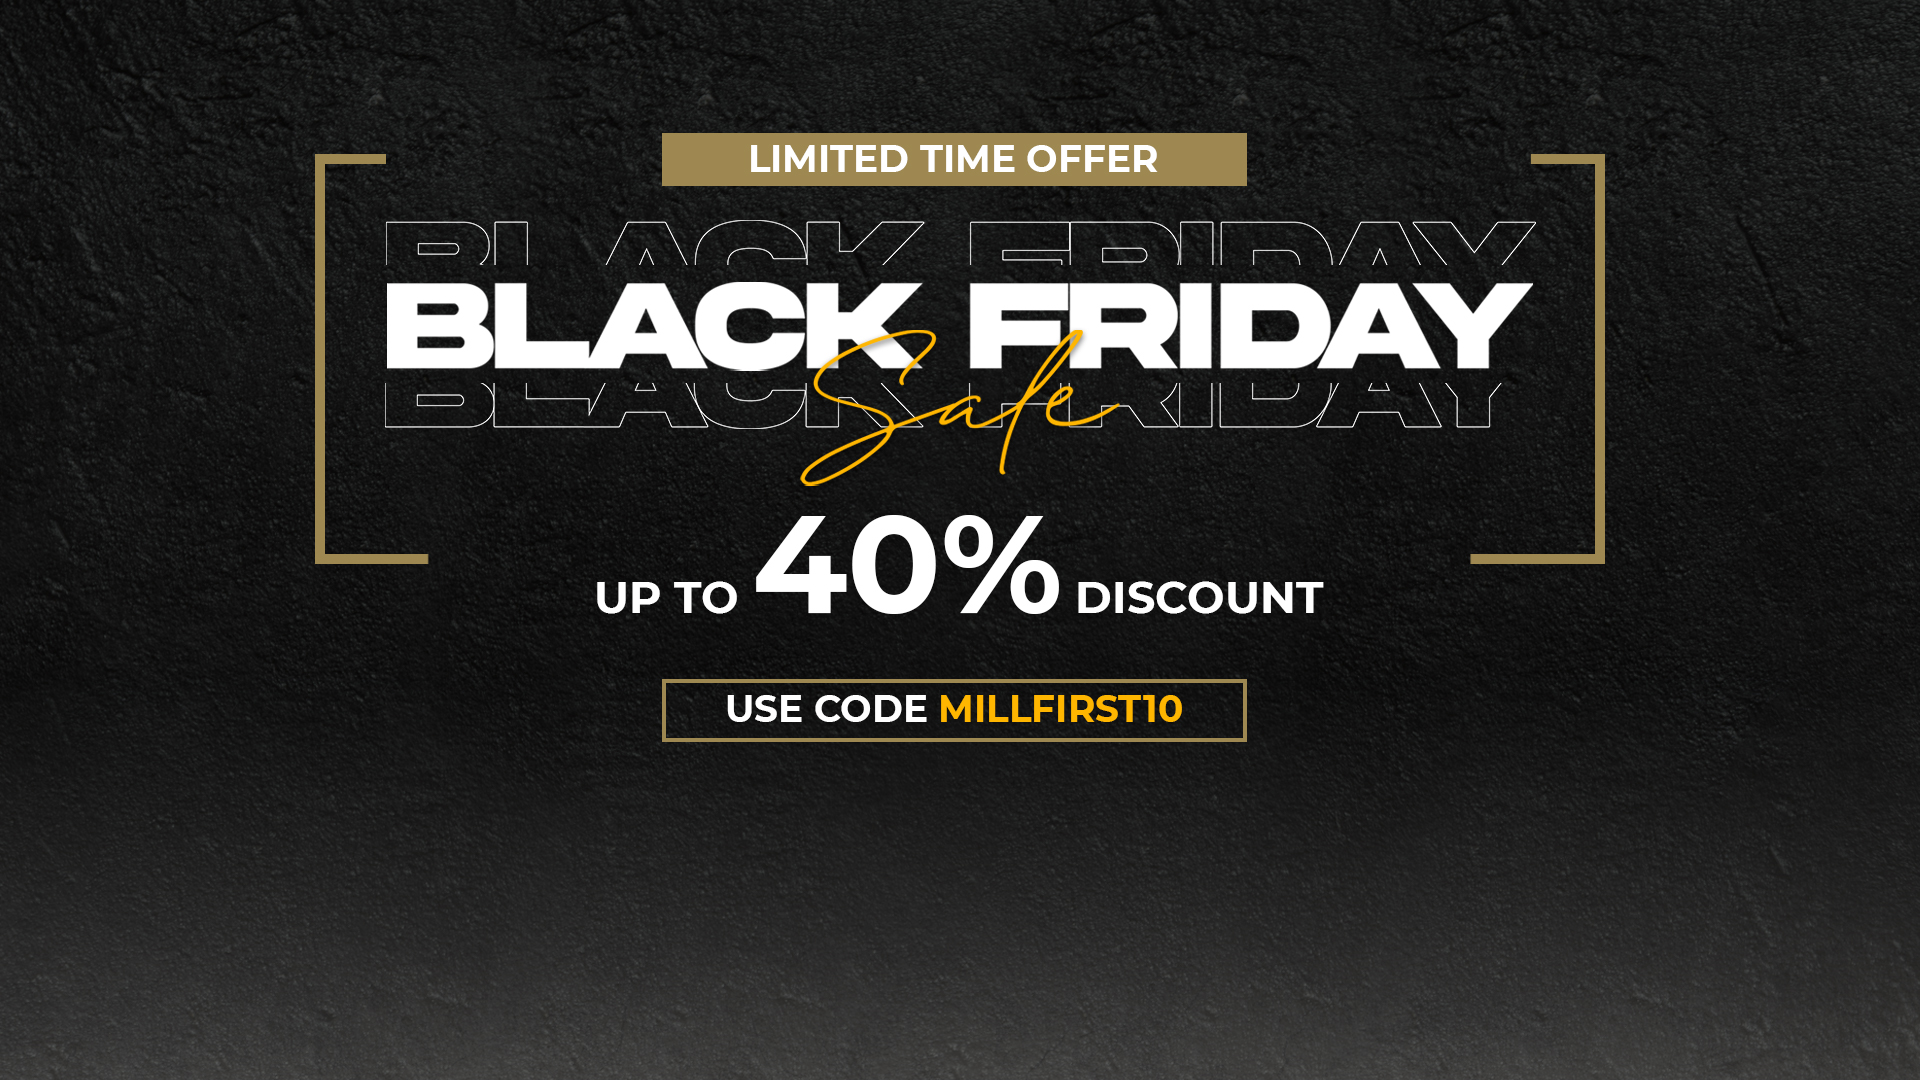 LIMITED TIME OFFER
BLACK FRIDAY
BLACK FRIDAY
Sale
BLACK FRIDAY
UP TO 40% DISCOUNT
USE CODE MILLFIRST10